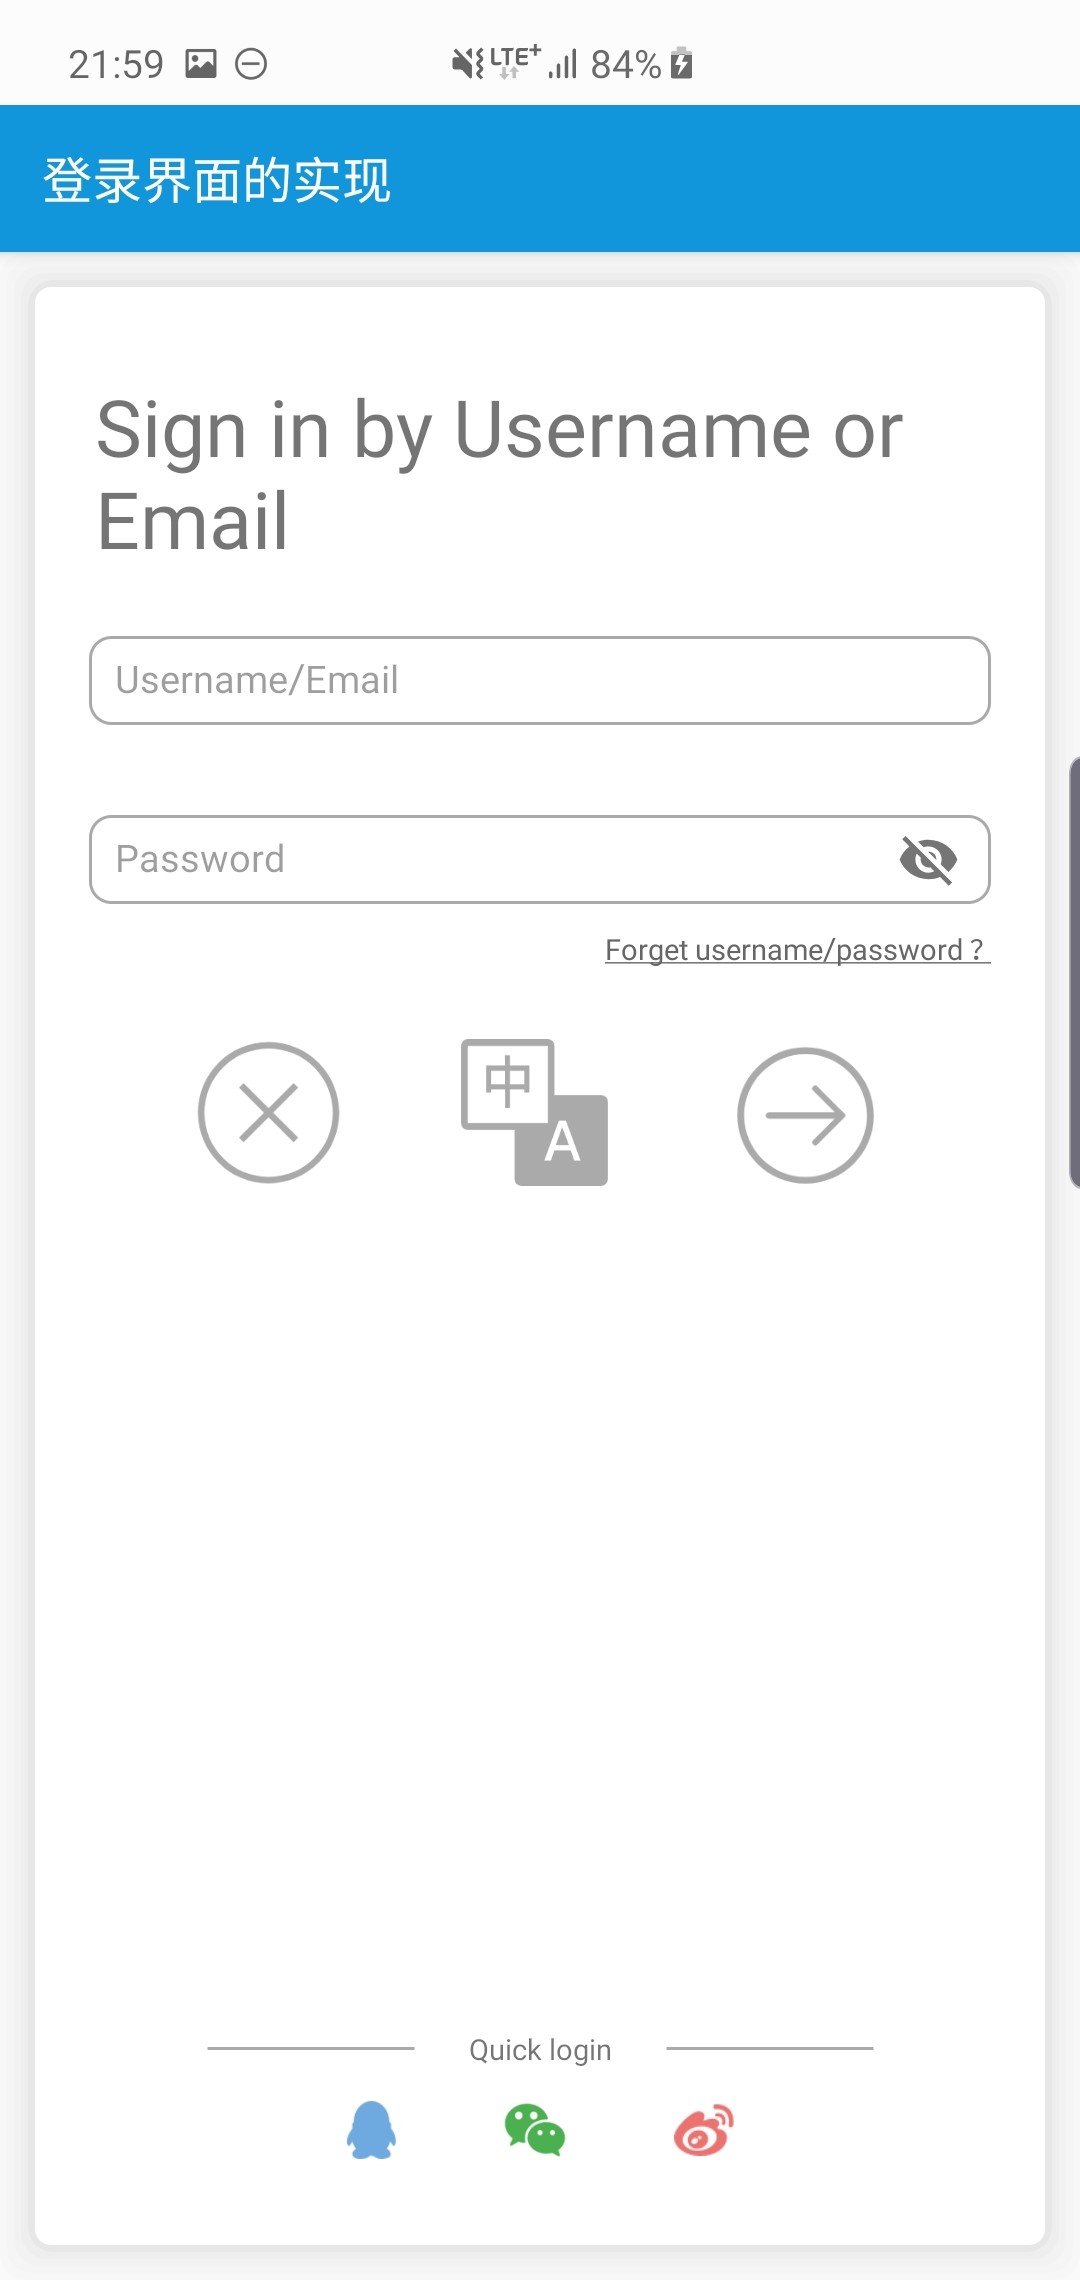 21:59 LTE+ 84%
登录界面的实现
Sign in by Username or
Email
Username/Email
Password
Forget username/password？
中
A
Quick login